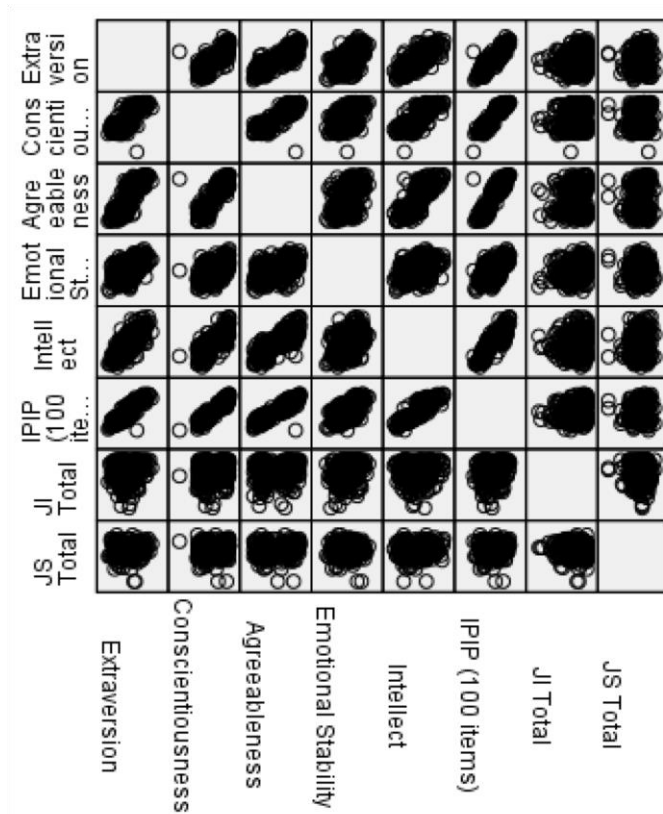 Extra
versi
on
Cons
cienti
ou...
Agre
eable
ness
Emot
ional
St...
Intell
ect
IPIP
(100
ite...
JI
Total
JS
Total
Extraversion
Conscientiousness
Agreeableness
Emotional Stability
Intellect
IPIP (100 items)
JI Total
JS Total